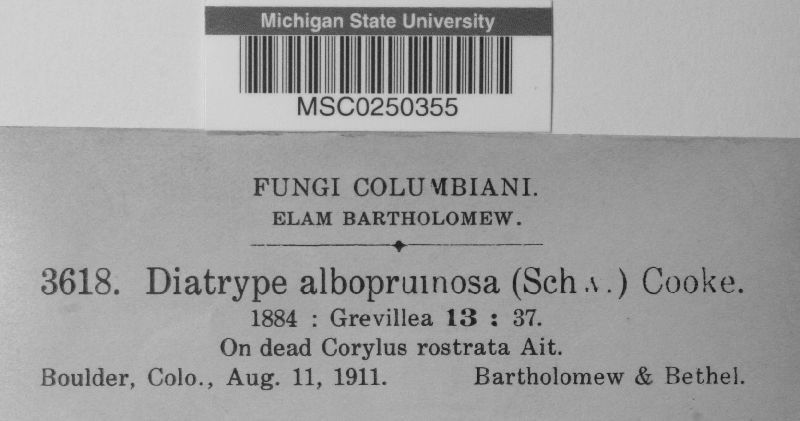 Michigan State University
MSC0250355
FUNGI COLUMBIANI.
ELAM BARTHOLOMEW.
3618. Diatrype albopruinosa (Schw.) Cooke.
1884 : Grevillea 13 : 37.
On dead Corylus rostrata Ait.
Boulder, Colo., Aug. 11, 1911. Bartholomew & Bethel.